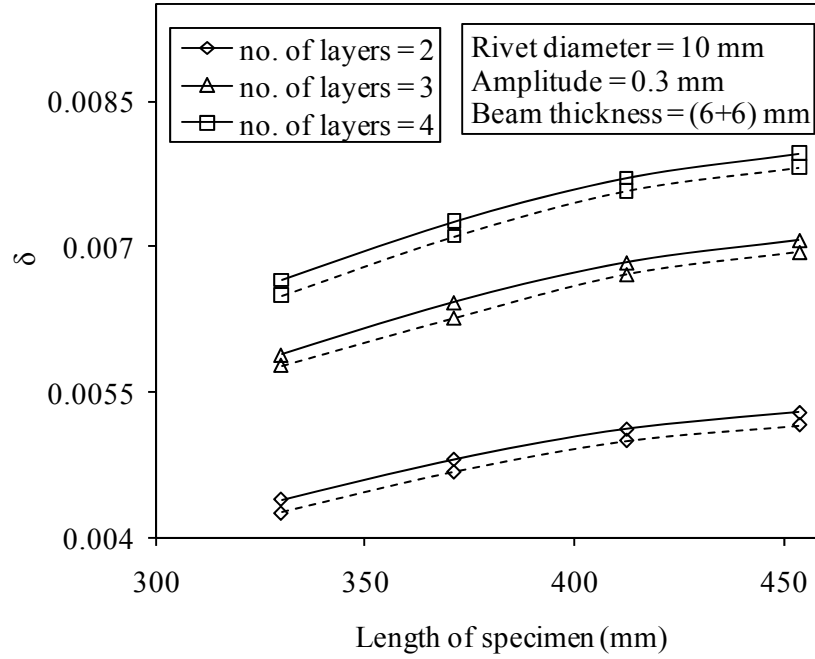 no. of layers = 2
no. of layers = 3
no. of layers = 4
Rivet diameter = 10 mm
Amplitude = 0.3 mm
Beam thickness = (6+6) mm
0.0085
0.007
0.0055
0.004
δ
300
350
400
450
Length of specimen (mm)